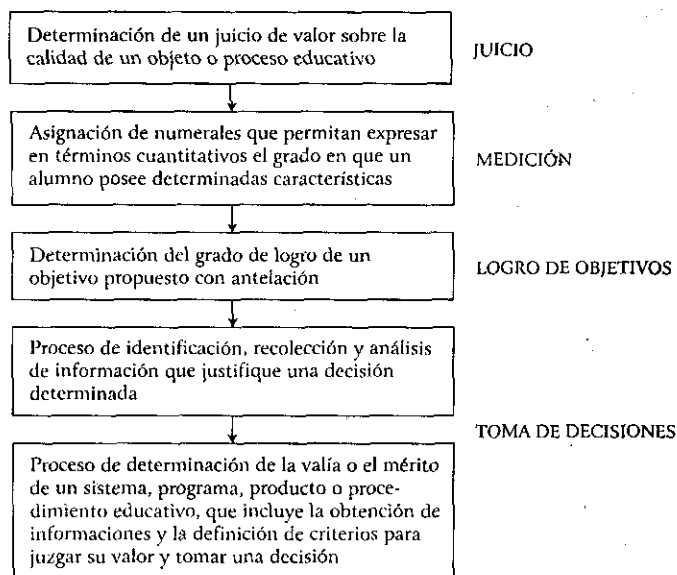 Determinación de un juicio de valor sobre la
calidad de un objeto o proceso educativo
JUICIO
Asignación de numerales que permitan expresar
en términos cuantitativos el grado en que un
alumno posee determinadas características
MEDICIÓN
Determinación del grado de logro de un
objetivo propuesto con antelación
LOGRO DE OBJETIVOS
Proceso de identificación, recolección y análisis
de información que justifique una decisión
determinada
TOMA DE DECISIONES
Proceso de determinación de la valía o el mérito
de un sistema, programa, producto o proce-
dimiento educativo, que incluye la obtención de
informaciones y la definición de criterios para
juzgar su valor y tomar una decisión